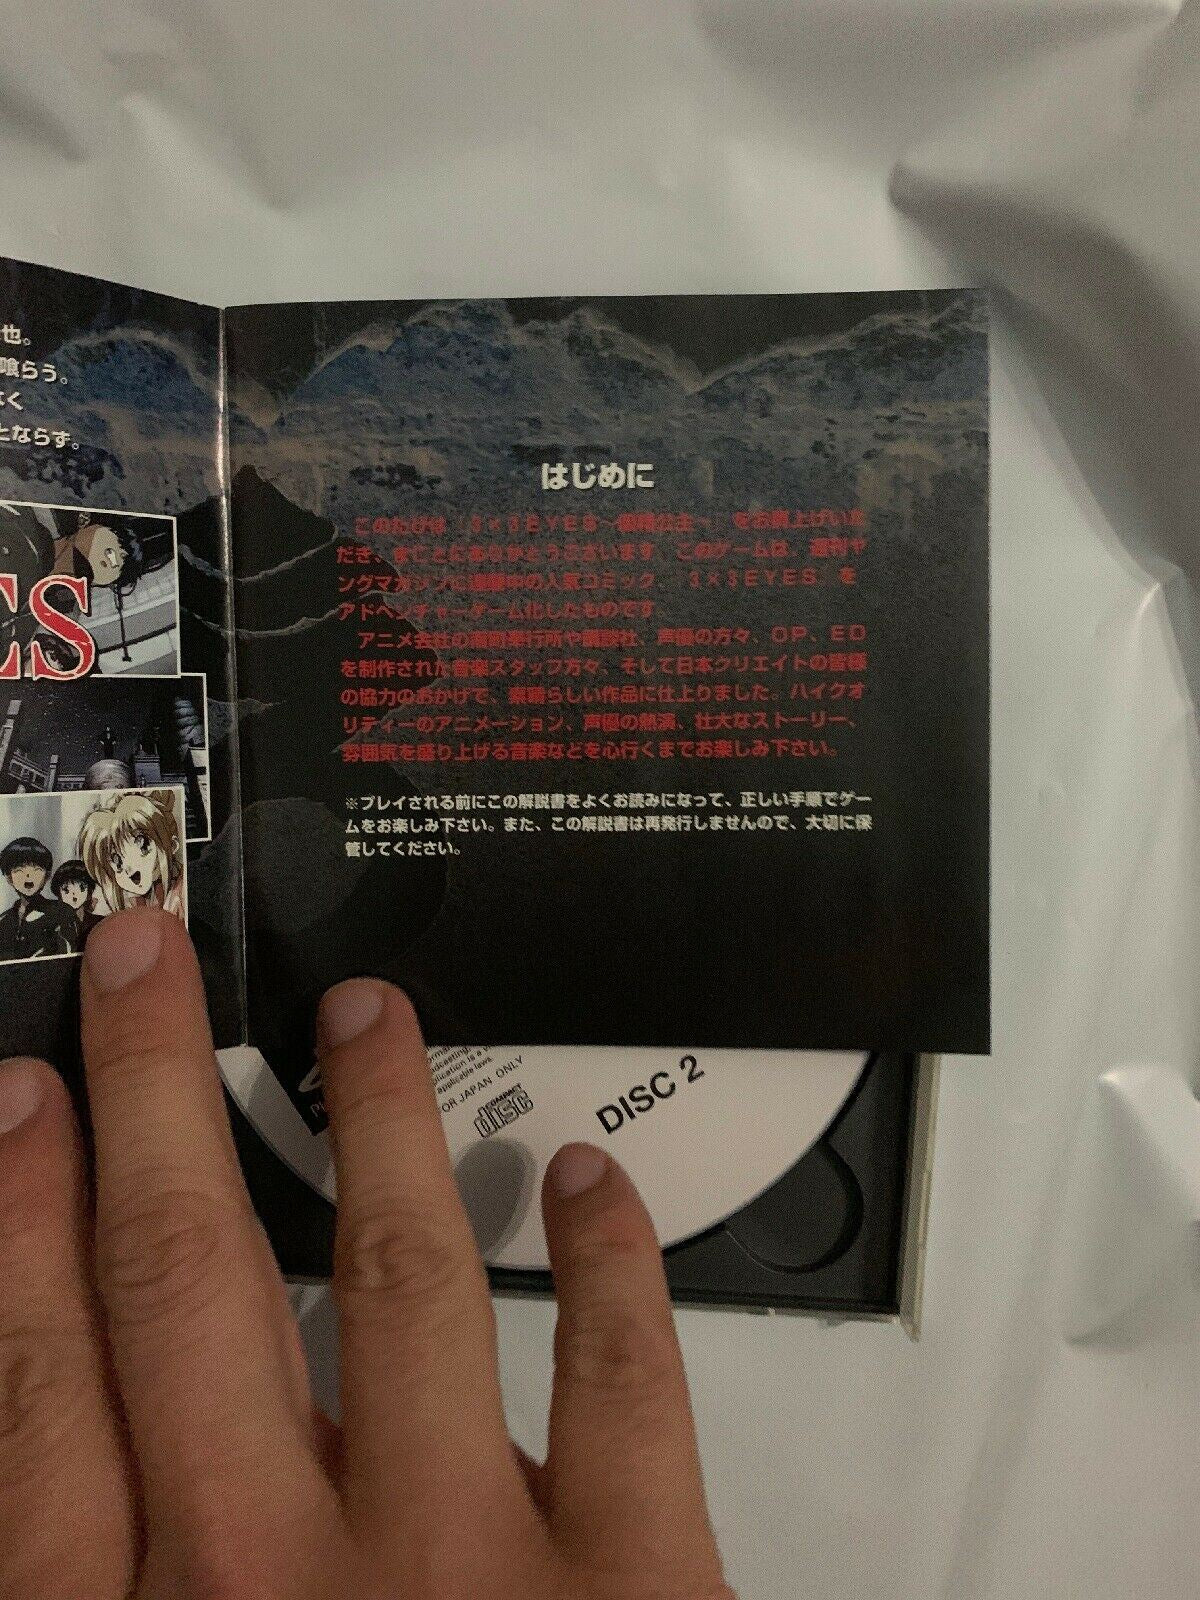 也。
喰らう。
く
とならず。
ES
はじめに
このたびは「3×3EYES～吸精公主～」をお買上げいた
だき、まことにありがとうございます。このゲームは、週刊ヤ
ングマガジンに連載中の人気コミック、「3×3EYES」を
アドベンチャーゲーム化したものです。
アニメ会社の や講談社、声優の方々、OP、ED
を制作された音楽スタッフ方々、そして日本クリエイトの皆様
の協力のおかげで、素晴らしい作品に仕上りました。ハイクオ
リティーのアニメーション、声優の熱演、壮大なストーリー、
雰囲気を盛り上げる音楽などを心行くまでお楽しみ下さい。
※プレイされる前にこの解説書をよくお読みになって、正しい手順でゲー
ムをお楽しみ下さい。また、この解説書は再発行しませんので、大切に保
管してください。
applicable laws.
FOR JAPAN ONLY
COMPACT
disc
DISC 2